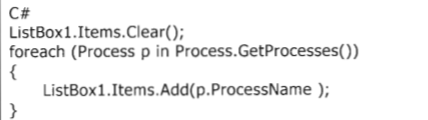 C#
ListBox1.Items.Clear();
foreach (Process p in Process.GetProcesses())
{
ListBox1.Items.Add(p.ProcessName );
}